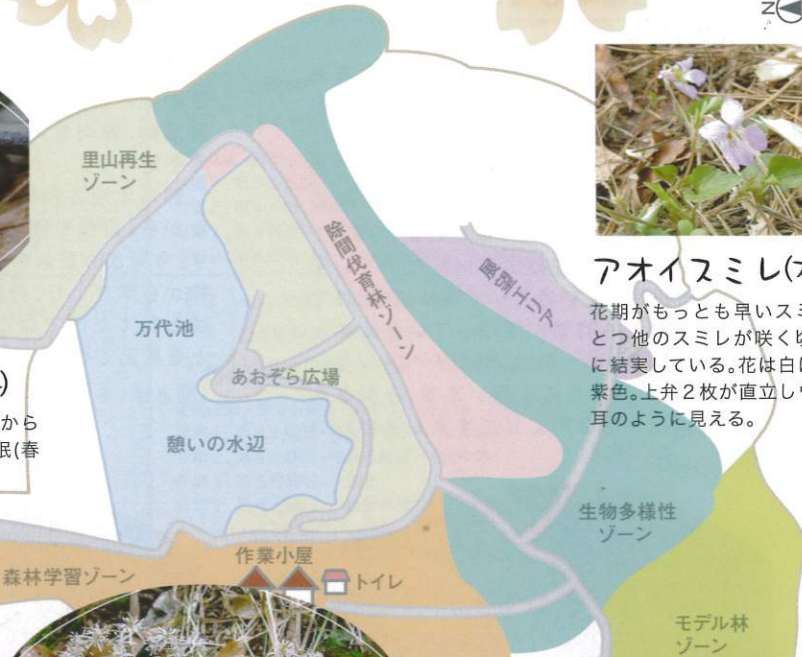 N
里山再生
ゾーン
除間伐育林ゾーン
展望エリア
万代池
あおぞら広場
憩いの水辺
生物多様性
ゾーン
作業小屋
トイレ
森林学習ゾーン
モデル林
ゾーン
アオイスミレ(
花期がもっとも早いスミ
とつ他のスミレが咲く
に結実している。花は白
紫色。上弁2枚が直立し
耳のように見える。
)
から
眠(春